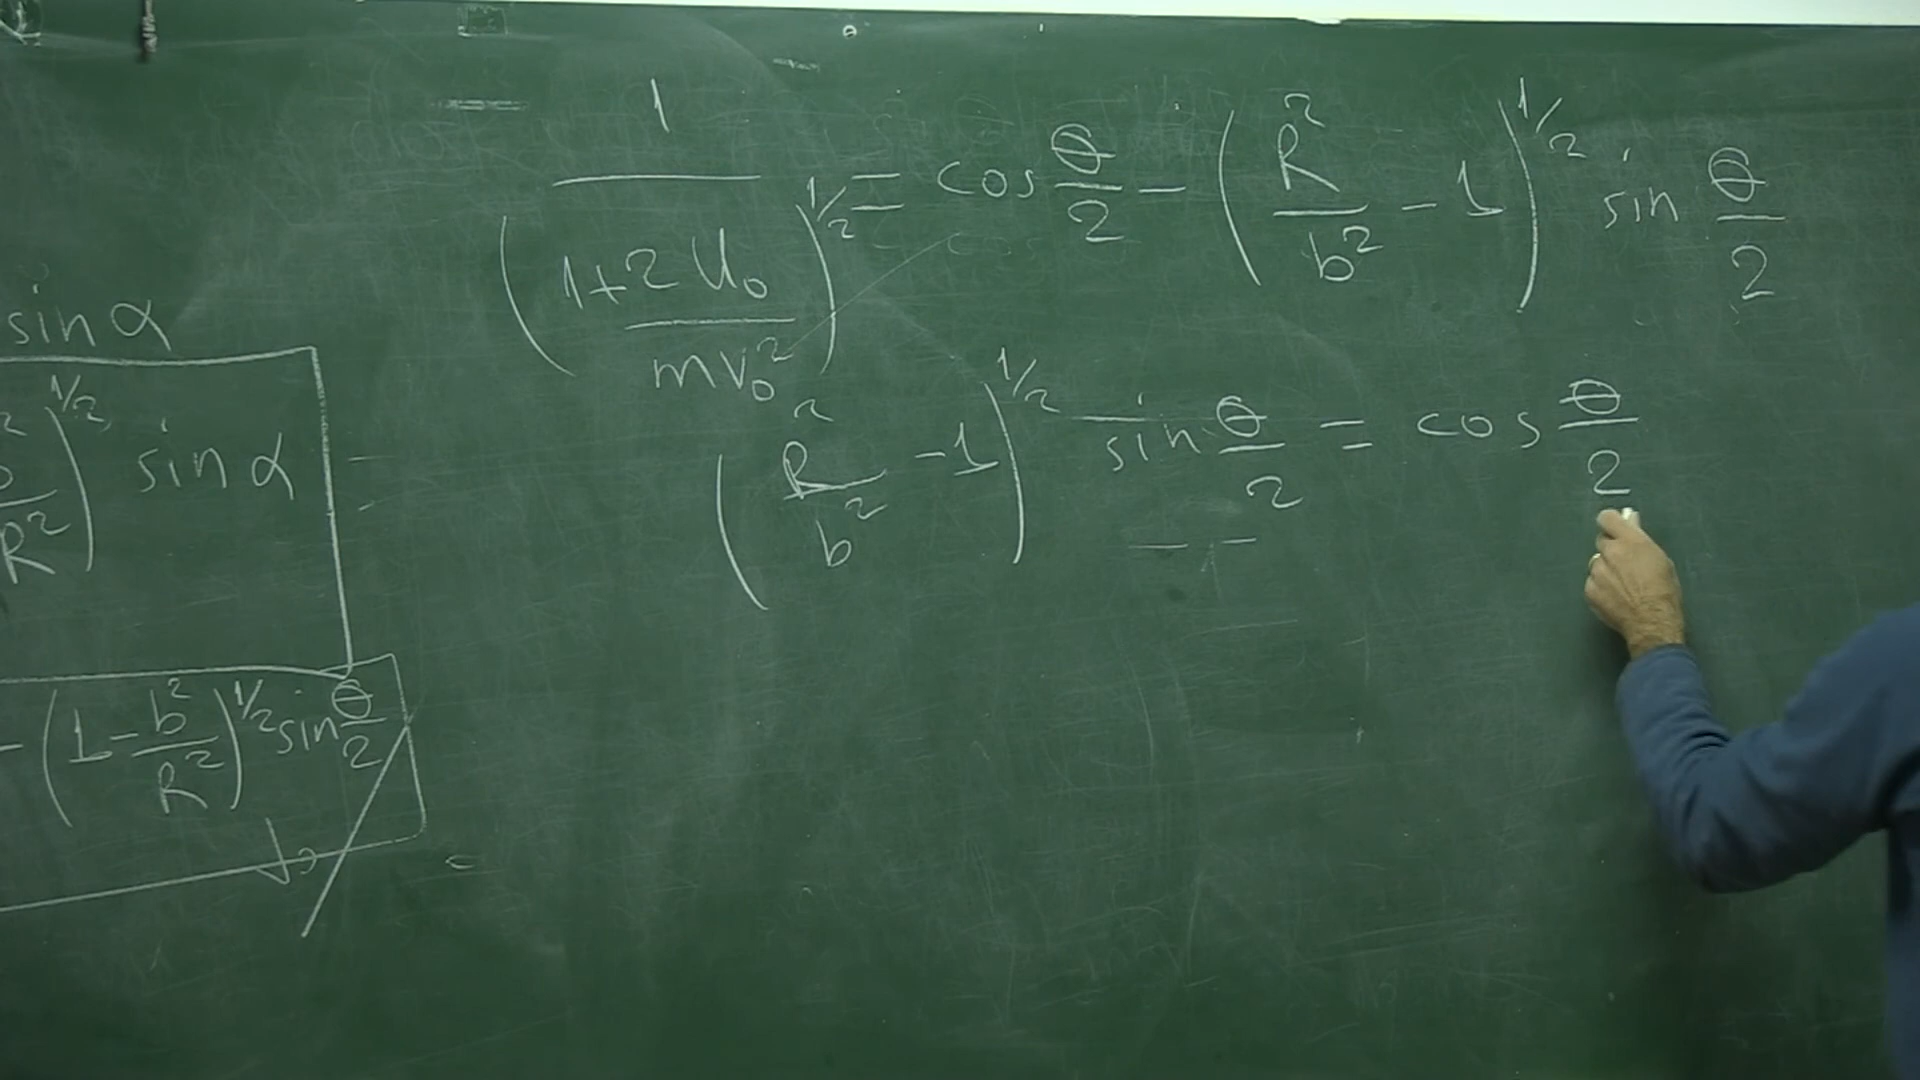 1/(1+2U₀/mv₀²)^1/2 = cos θ/2 - (R²/b² - 1)^1/2 sin θ/2
(R²/b² - 1)^1/2 sin θ/2 = cos θ/2
sin α
)^1/2 sin α
R²
- (1 - b²/R²)^1/2 sin θ/2